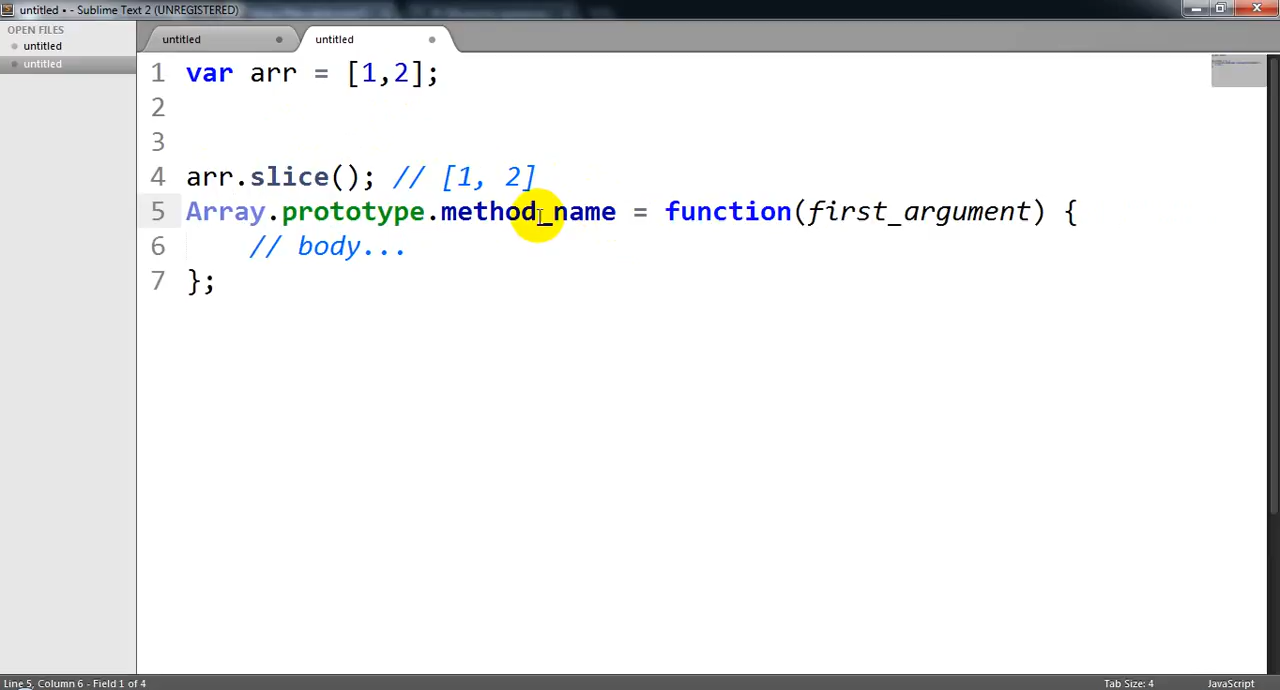 untitled • - Sublime Text 2 (UNREGISTERED)
OPEN FILES
untitled
untitled
untitled
untitled
1 var arr = [1,2];
2
3
4 arr.slice(); // [1, 2]
5 Array.prototype.method_name = function(first_argument) {
6 // body...
7 };
Line 5, Column 6 - Field 1 of 4
Tab Size: 4
JavaScript